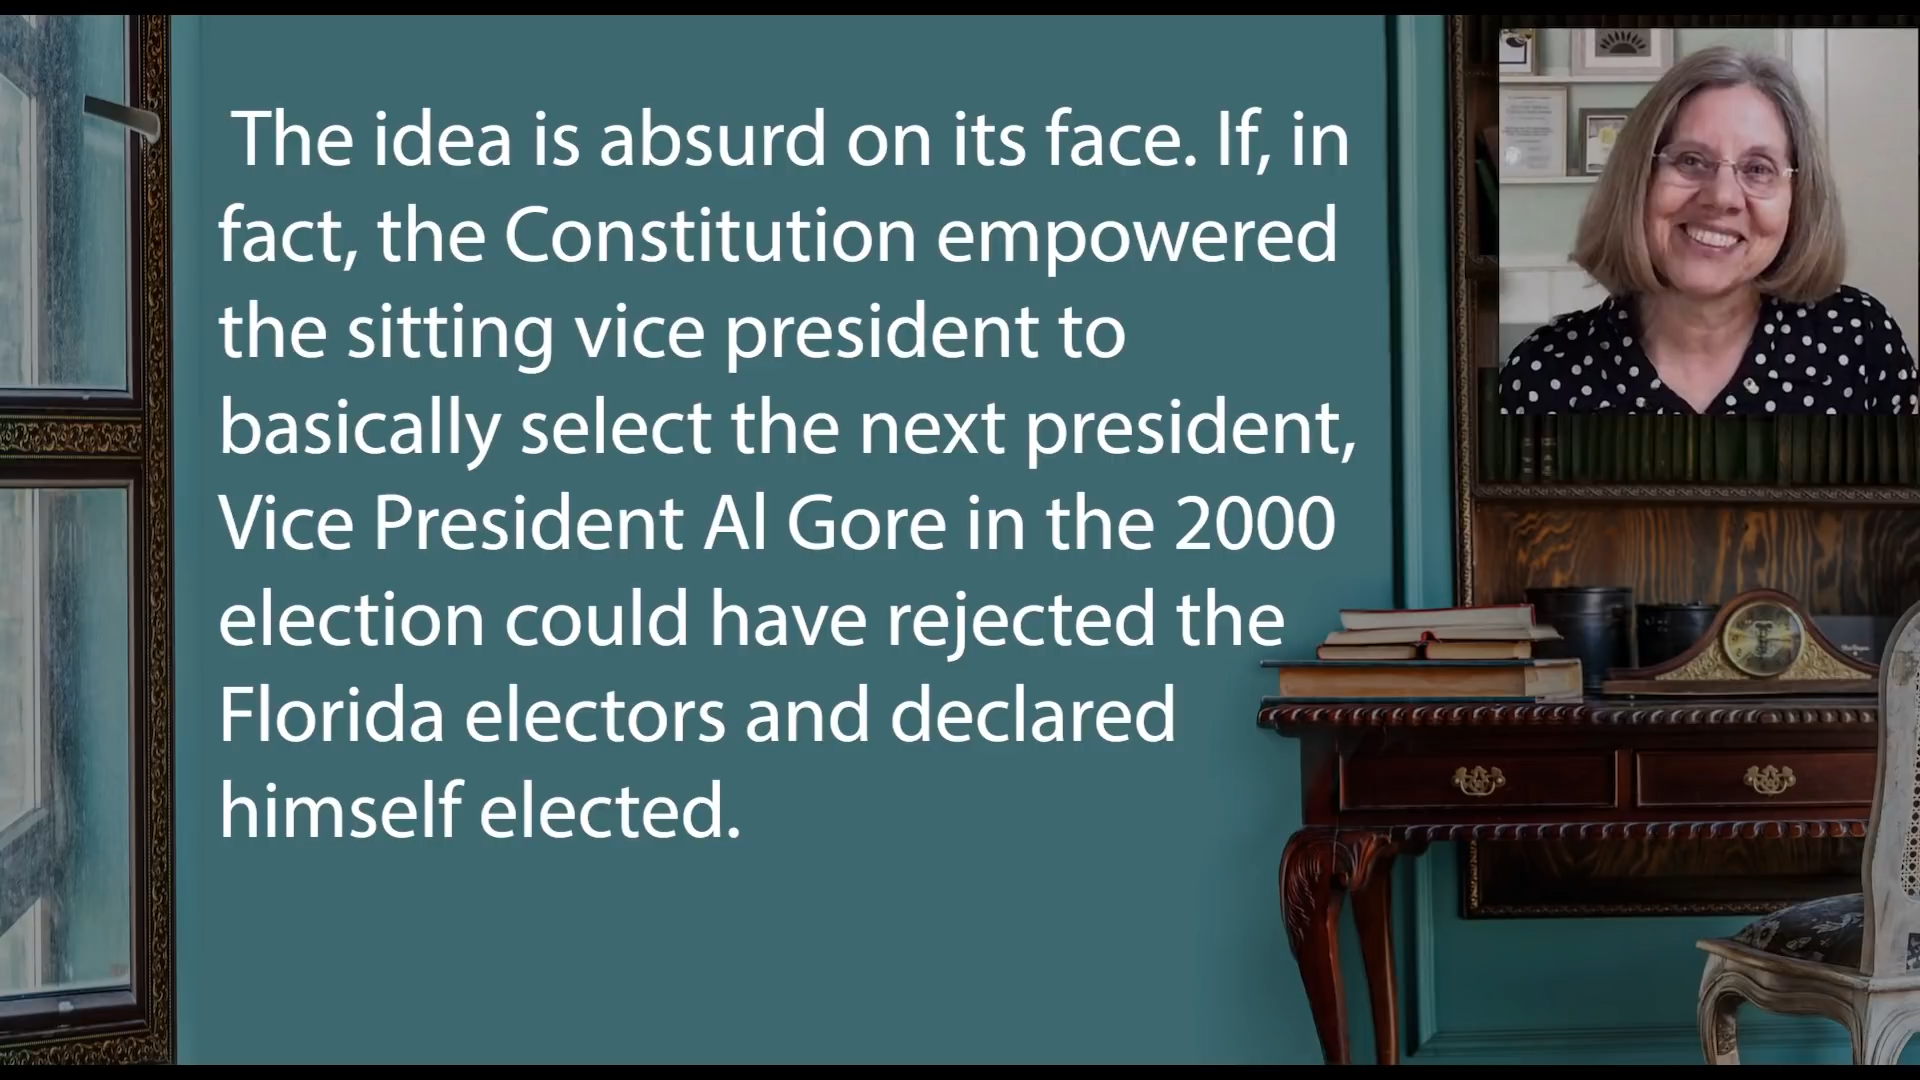 The idea is absurd on its face. If, in
fact, the Constitution empowered
the sitting vice president to
basically select the next president,
Vice President Al Gore in the 2000
election could have rejected the
Florida electors and declared
himself elected.